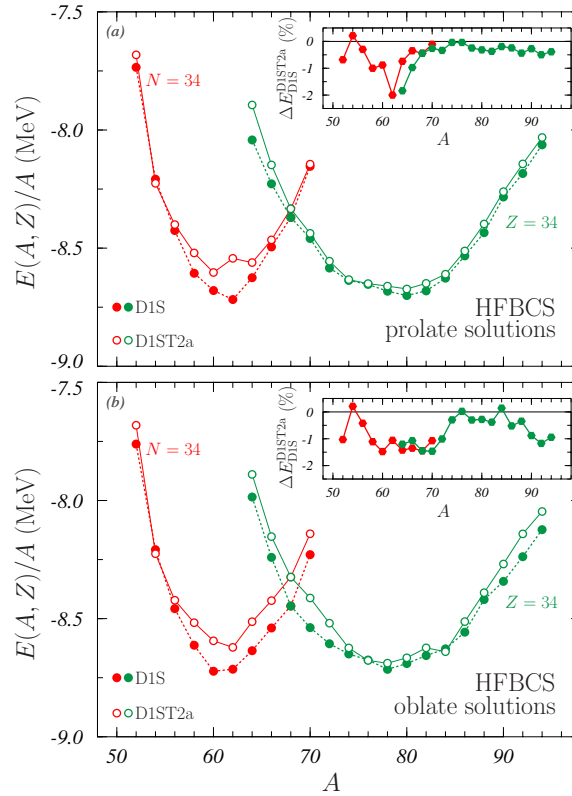 (a)
N = 34
ΔE_{D1S}^{D1ST2a} (%)
0
-1
-2
50 60 70 80 90
A
-7.5
-8.0
-8.5
-9.0
E(A, Z)/A (MeV)
Z = 34
D1S
D1ST2a
HFBCS
prolate solutions
(b)
N = 34
ΔE_{D1S}^{D1ST2a} (%)
0
-1
-2
50 60 70 80 90
A
-7.5
-8.0
-8.5
-9.0
E(A, Z)/A (MeV)
Z = 34
D1S
D1ST2a
HFBCS
oblate solutions
50 60 70 80 90
A